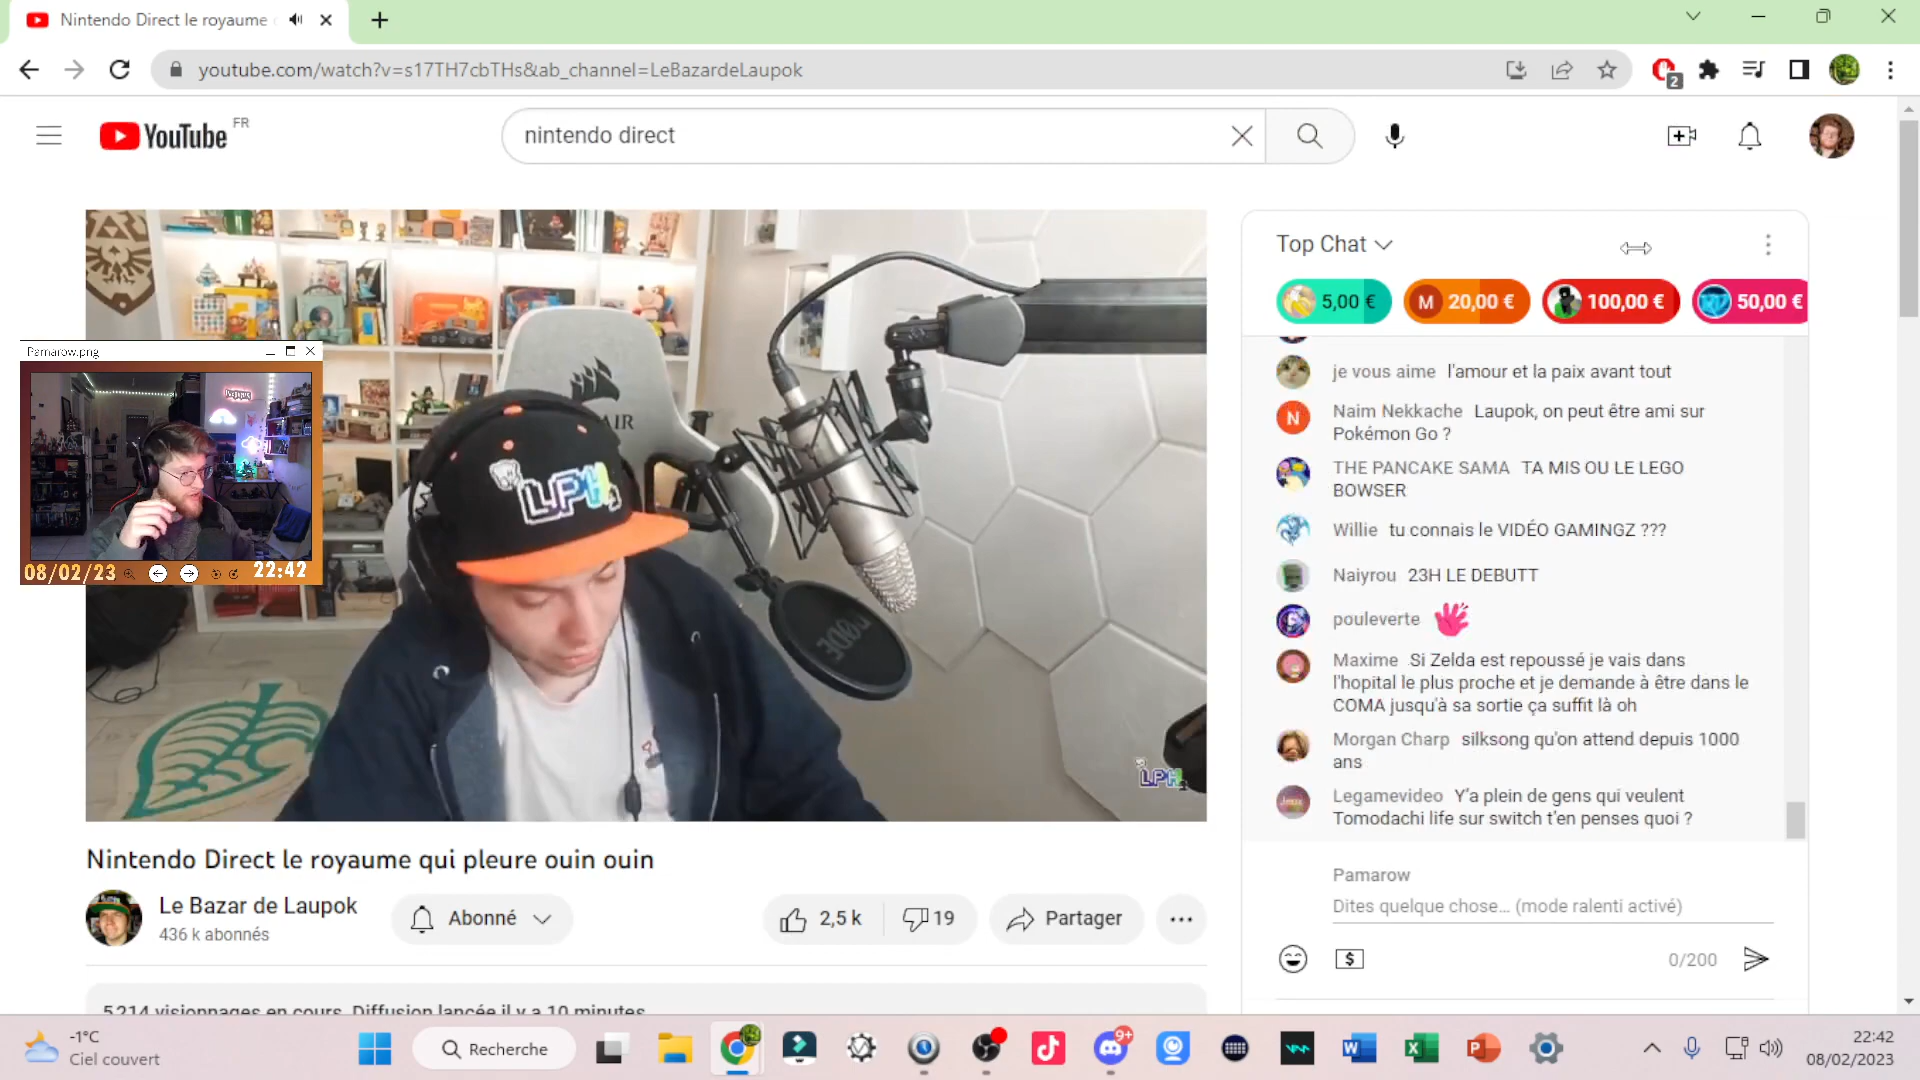 Nintendo Direct le royaume
youtube.com/watch?v=s17TH7cbTHs&ab_channel=LeBazardeLaupok
2
YouTube FR
nintendo direct
Top Chat
5,00 €
M 20,00 €
100,00 €
50,00 €
je vous aime l'amour et la paix avant tout
N Naim Nekkache Laupok, on peut être ami sur
Pokémon Go ?
THE PANCAKE SAMA TA MIS OU LE LEGO
BOWSER
Willie tu connais le VIDÉO GAMINGZ ???
Naiyrou 23H LE DEBUTT
pouleverte
Maxime Si Zelda est repoussé je vais dans
l'hopital le plus proche et je demande à être dans le
COMA jusqu'à sa sortie ça suffit là oh
Morgan Charp silksong qu'on attend depuis 1000
ans
Legamevideo Y'a plein de gens qui veulent
Tomodachi life sur switch t'en penses quoi ?
Pamarow
Dites quelque chose... (mode ralenti activé)
0/200
Pamarow.png
08/02/23
22:42
AIR
LPH
RØDE
LPH
Nintendo Direct le royaume qui pleure ouin ouin
Le Bazar de Laupok
436 k abonnés
Abonné
2,5 k
19
Partager
5 214 visionnages en cours Diffusion lancée il y a 10 minutes
-1°C
Ciel couvert
Recherche
9+
22:42
08/02/2023